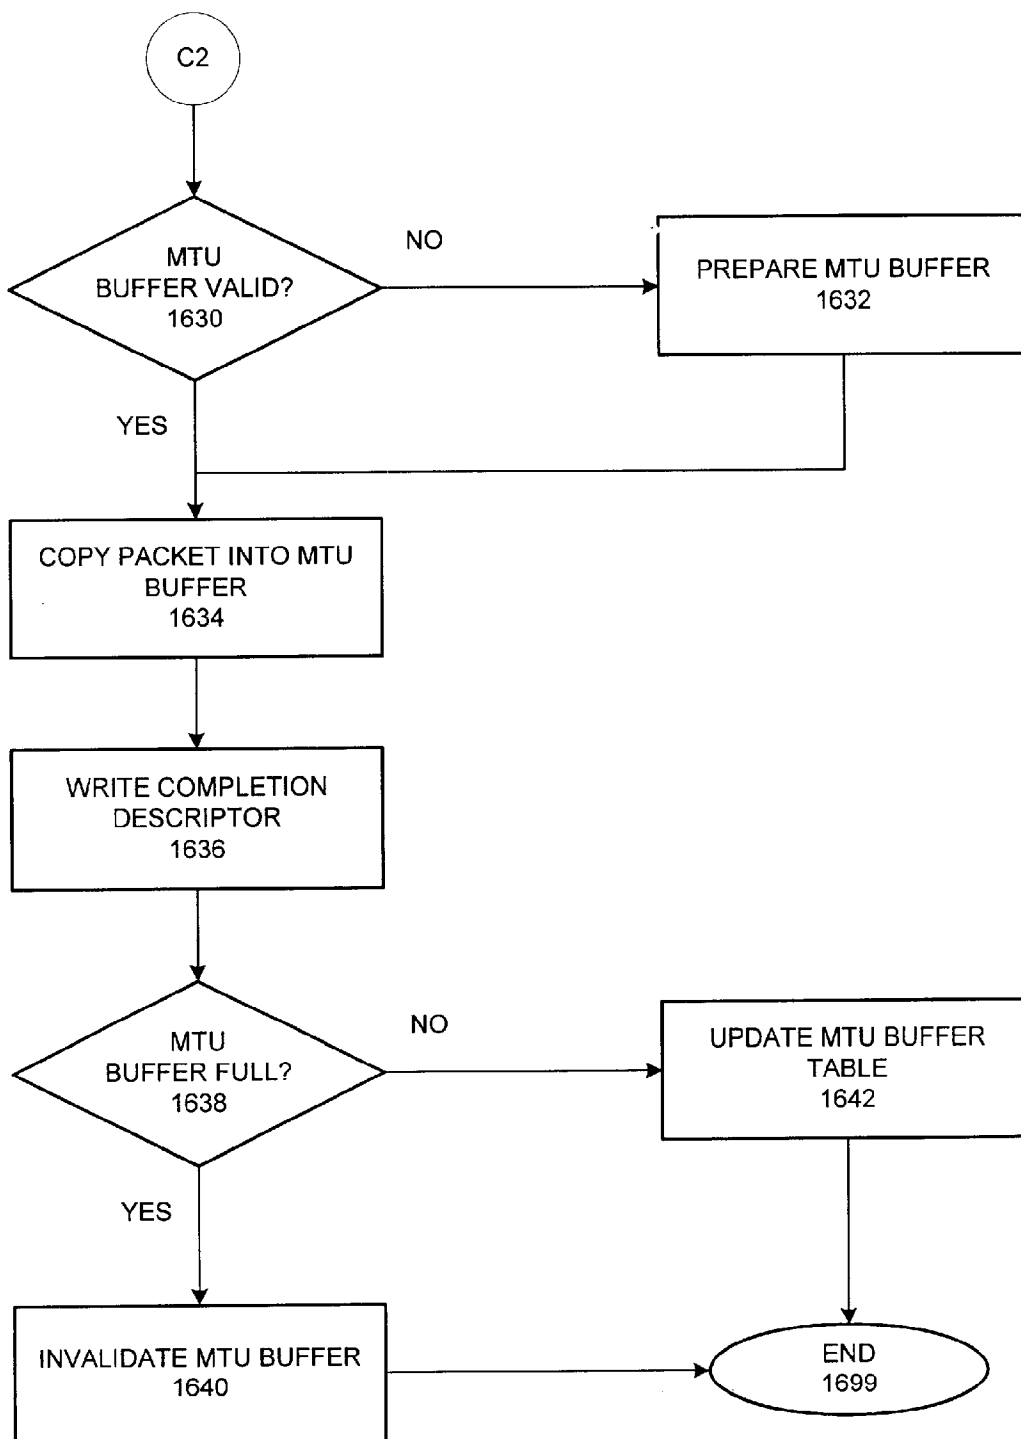 C2
MTU
BUFFER VALID?
1630
NO
PREPARE MTU BUFFER
1632
YES
COPY PACKET INTO MTU
BUFFER
1634
WRITE COMPLETION
DESCRIPTOR
1636
MTU
BUFFER FULL?
1638
NO
UPDATE MTU BUFFER
TABLE
1642
YES
INVALIDATE MTU BUFFER
1640
END
1699